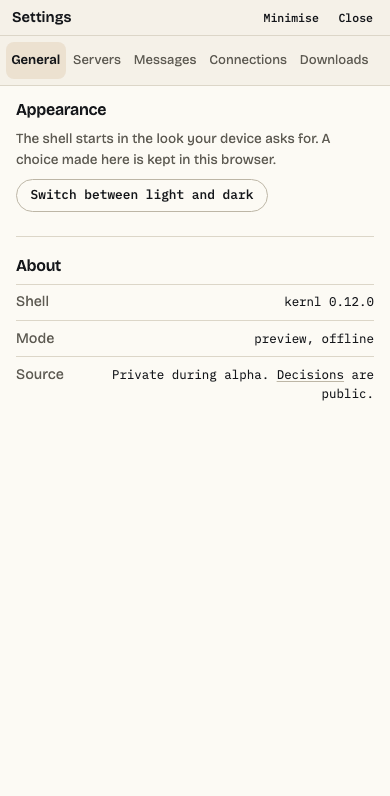 Settings
Minimise
Close
General
Servers
Messages
Connections
Downloads
Appearance
The shell starts in the look your device asks for. A
choice made here is kept in this browser.
Switch between light and dark
About
Shell
kernl 0.12.0
Mode
preview, offline
Source
Private during alpha. Decisions are
public.